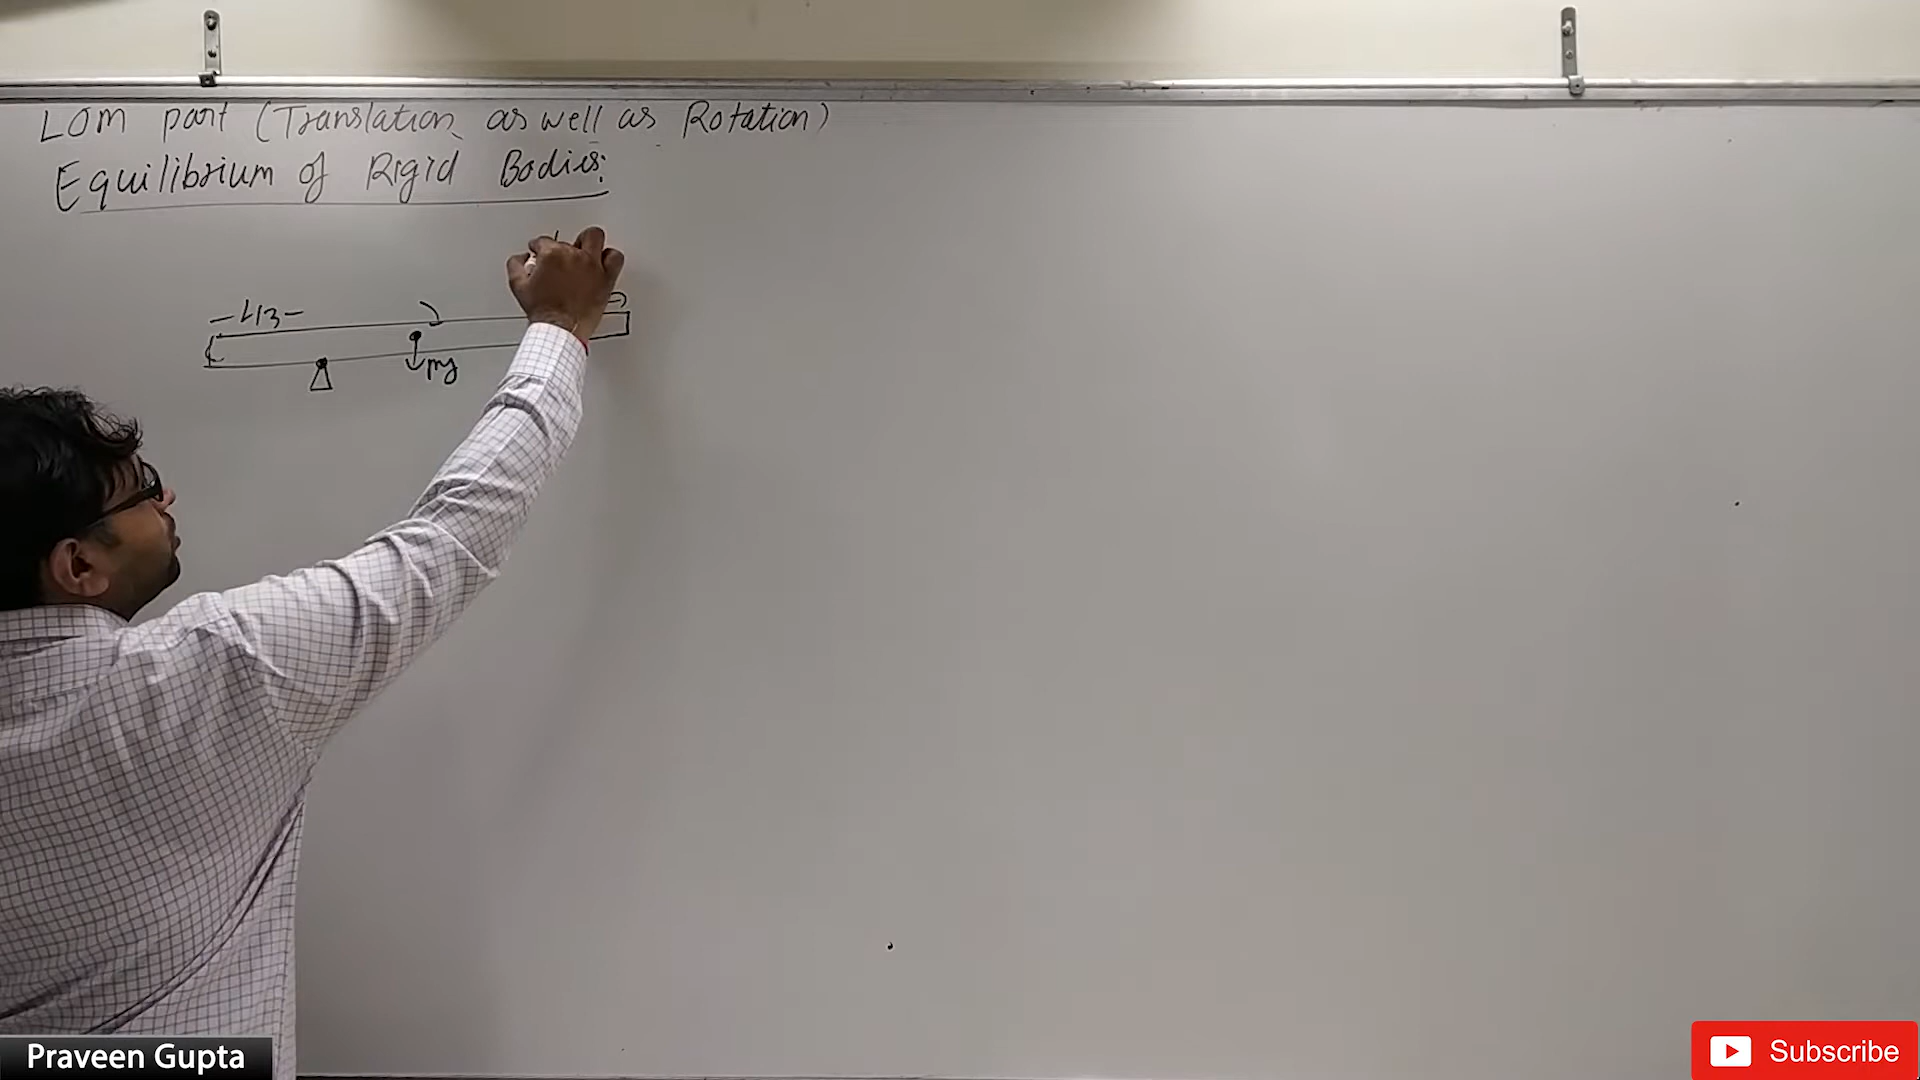 LOM part (Translation as well as Rotation)
Equilibrium of Rigid Bodies:
L/3
mg
Praveen Gupta
Subscribe